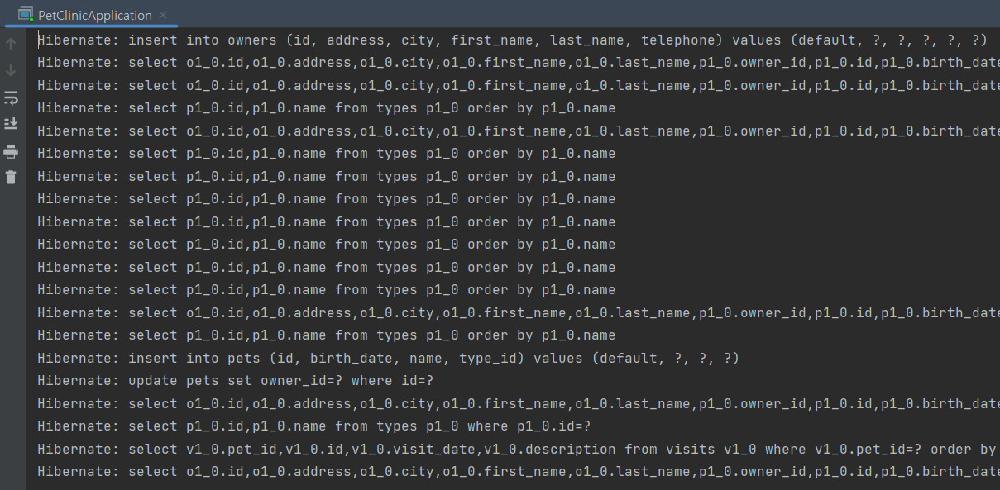 PetClinicApplication
Hibernate: insert into owners (id, address, city, first_name, last_name, telephone) values (default, ?, ?, ?, ?, ?)
Hibernate: select o1_0.id,o1_0.address,o1_0.city,o1_0.first_name,o1_0.last_name,p1_0.owner_id,p1_0.id,p1_0.birth_date
Hibernate: select o1_0.id,o1_0.address,o1_0.city,o1_0.first_name,o1_0.last_name,p1_0.owner_id,p1_0.id,p1_0.birth_date
Hibernate: select p1_0.id,p1_0.name from types p1_0 order by p1_0.name
Hibernate: select o1_0.id,o1_0.address,o1_0.city,o1_0.first_name,o1_0.last_name,p1_0.owner_id,p1_0.id,p1_0.birth_date
Hibernate: select p1_0.id,p1_0.name from types p1_0 order by p1_0.name
Hibernate: select p1_0.id,p1_0.name from types p1_0 order by p1_0.name
Hibernate: select p1_0.id,p1_0.name from types p1_0 order by p1_0.name
Hibernate: select p1_0.id,p1_0.name from types p1_0 order by p1_0.name
Hibernate: select p1_0.id,p1_0.name from types p1_0 order by p1_0.name
Hibernate: select p1_0.id,p1_0.name from types p1_0 order by p1_0.name
Hibernate: select p1_0.id,p1_0.name from types p1_0 order by p1_0.name
Hibernate: select o1_0.id,o1_0.address,o1_0.city,o1_0.first_name,o1_0.last_name,p1_0.owner_id,p1_0.id,p1_0.birth_date
Hibernate: select p1_0.id,p1_0.name from types p1_0 order by p1_0.name
Hibernate: insert into pets (id, birth_date, name, type_id) values (default, ?, ?, ?)
Hibernate: update pets set owner_id=? where id=?
Hibernate: select o1_0.id,o1_0.address,o1_0.city,o1_0.first_name,o1_0.last_name,p1_0.owner_id,p1_0.id,p1_0.birth_date
Hibernate: select p1_0.id,p1_0.name from types p1_0 where p1_0.id=?
Hibernate: select v1_0.pet_id,v1_0.id,v1_0.visit_date,v1_0.description from visits v1_0 where v1_0.pet_id=? order by
Hibernate: select o1_0.id,o1_0.address,o1_0.city,o1_0.first_name,o1_0.last_name,p1_0.owner_id,p1_0.id,p1_0.birth_date